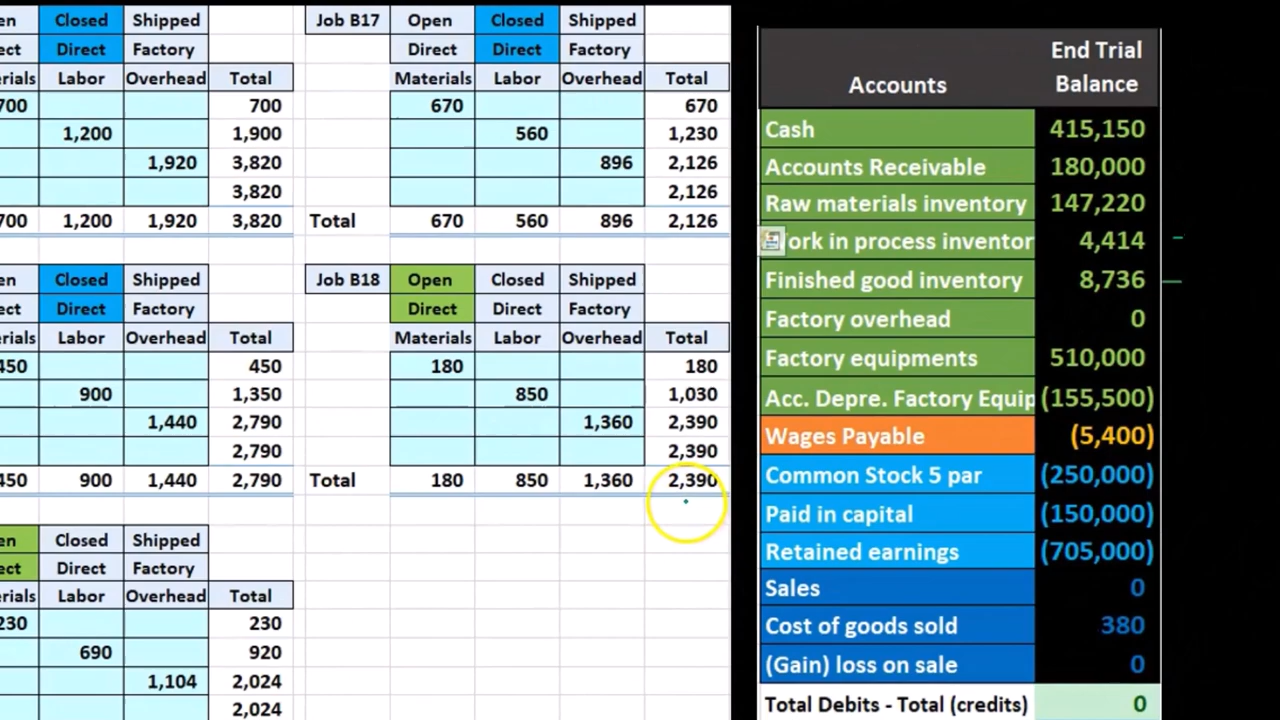 en Closed Shipped Job B17 Open Closed Shipped
ect Direct Factory Direct Direct Factory
rials Labor Overhead Total Materials Labor Overhead Total
700 700 670 670
1,200 1,900 560 1,230
1,920 3,820 896 2,126
3,820 2,126
700 1,200 1,920 3,820 Total 670 560 896 2,126
en Closed Shipped Job B18 Open Closed Shipped
ect Direct Factory Direct Direct Factory
rials Labor Overhead Total Materials Labor Overhead Total
450 450 180 180
900 1,350 850 1,030
1,440 2,790 1,360 2,390
2,790 2,390
450 900 1,440 2,790 Total 180 850 1,360 2,390
en Closed Shipped
ect Direct Factory
erials Labor Overhead Total
230 230
690 920
1,104 2,024
2,024
Accounts End Trial Balance
Cash 415,150
Accounts Receivable 180,000
Raw materials inventory 147,220
ork in process inventor 4,414
Finished good inventory 8,736
Factory overhead 0
Factory equipments 510,000
Acc. Depre. Factory Equip (155,500)
Wages Payable (5,400)
Common Stock 5 par (250,000)
Paid in capital (150,000)
Retained earnings (705,000)
Sales 0
Cost of goods sold 380
(Gain) loss on sale 0
Total Debits - Total (credits) 0